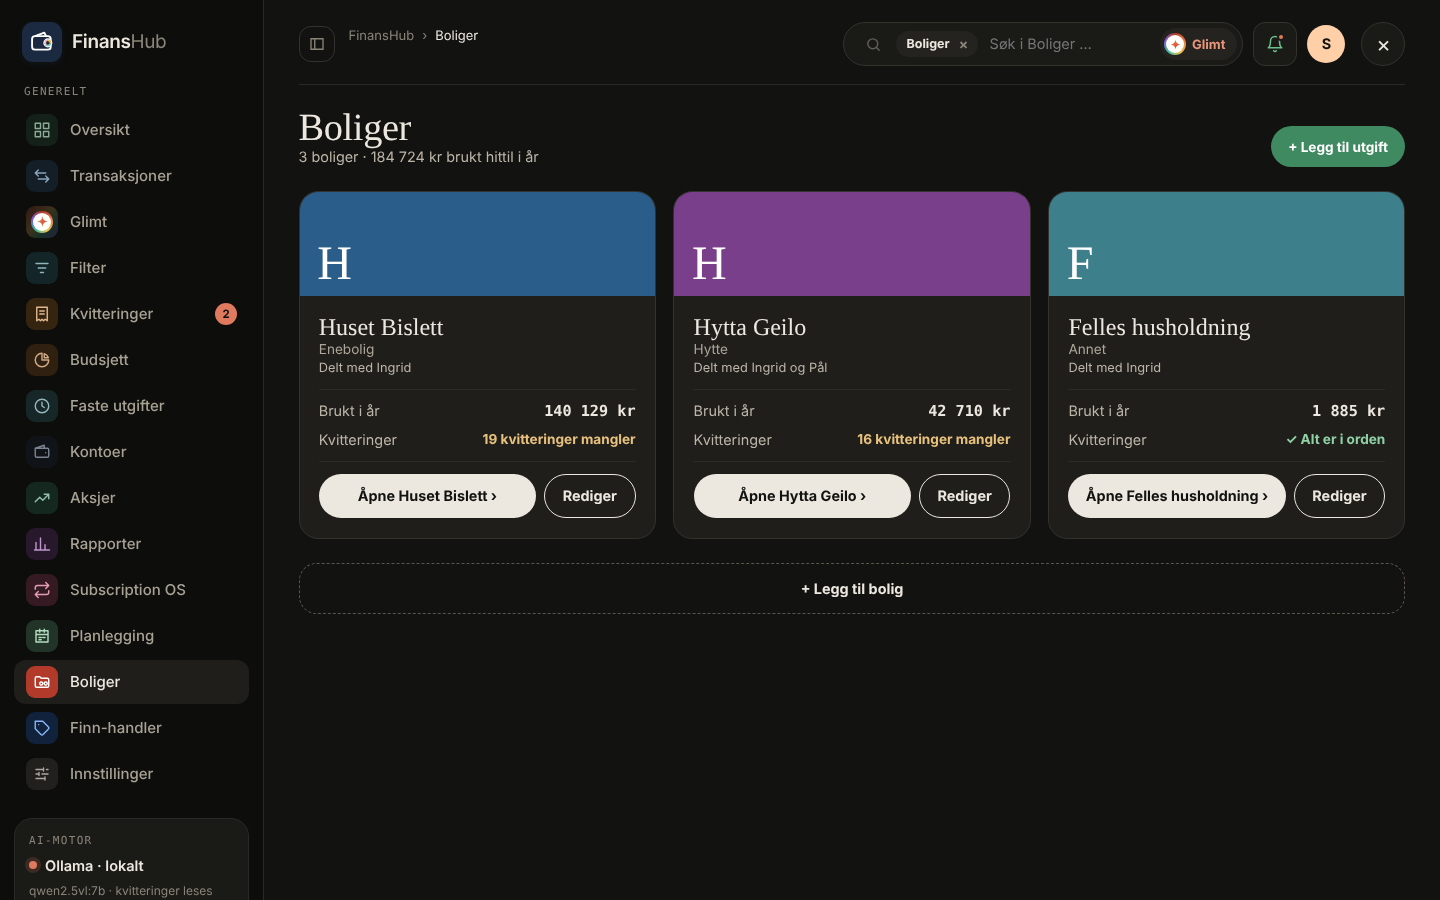 FinansHub
GENERELT
Oversikt
Transaksjoner
Glimt
Filter
Kvitteringer 2
Budsjett
Faste utgifter
Kontoer
Aksjer
Rapporter
Subscription OS
Planlegging
Boliger
Finn-handler
Innstillinger
AI-MOTOR
Ollama · lokalt
qwen2.5vl:7b · kvitteringer leses
FinansHub › Boliger
Boliger × Søk i Boliger ... Glimt
S
×
Boliger
3 boliger · 184 724 kr brukt hittil i år
+ Legg til utgift
H
Huset Bislett
Enebolig
Delt med Ingrid
Brukt i år 140 129 kr
Kvitteringer 19 kvitteringer mangler
Åpne Huset Bislett › Rediger
H
Hytta Geilo
Hytte
Delt med Ingrid og Pål
Brukt i år 42 710 kr
Kvitteringer 16 kvitteringer mangler
Åpne Hytta Geilo › Rediger
F
Felles husholdning
Annet
Delt med Ingrid
Brukt i år 1 885 kr
Kvitteringer ✓ Alt er i orden
Åpne Felles husholdning › Rediger
+ Legg til bolig